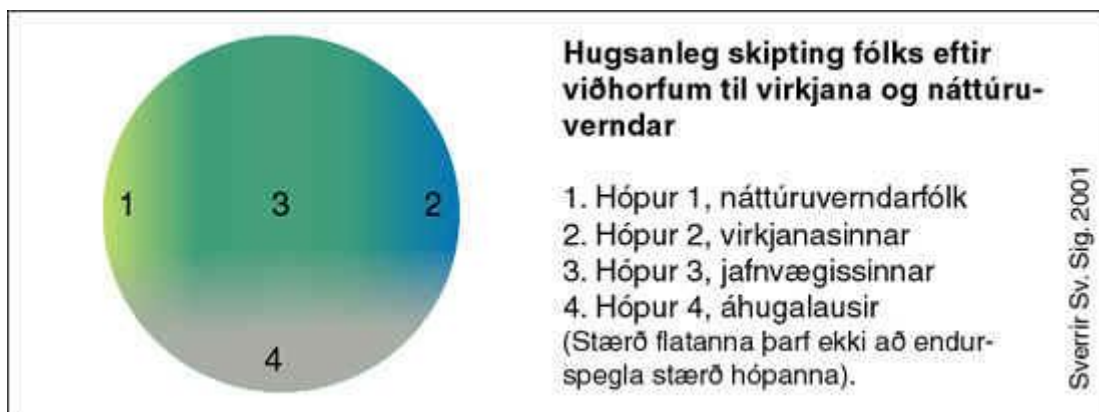 1
3
2
4
Hugsanleg skipting fólks eftir
viðhorfum til virkjana og náttúru-
verndar
1. Hópur 1, náttúruverndarfólk
2. Hópur 2, virkjanasinnar
3. Hópur 3, jafnvægissinnar
4. Hópur 4, áhugalausir
(Stærð flatanna þarf ekki að endur-
spegla stærð hópanna).
Sverrir Sv. Sig. 2001